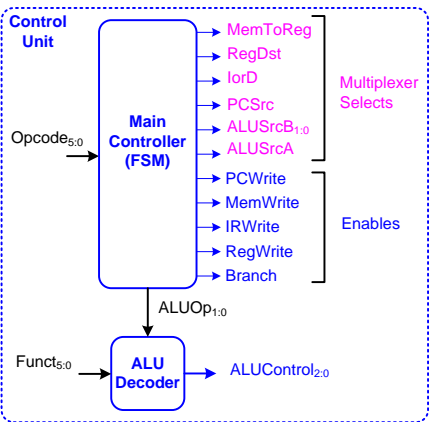 Control
Unit
MemToReg
RegDst
IorD
PCSrc
ALUSrcB1:0
ALUSrcA
Multiplexer
Selects
Opcode5:0
Main
Controller
(FSM)
PCWrite
MemWrite
IRWrite
RegWrite
Branch
Enables
ALUOp1:0
Funct5:0
ALU
Decoder
ALUControl2:0